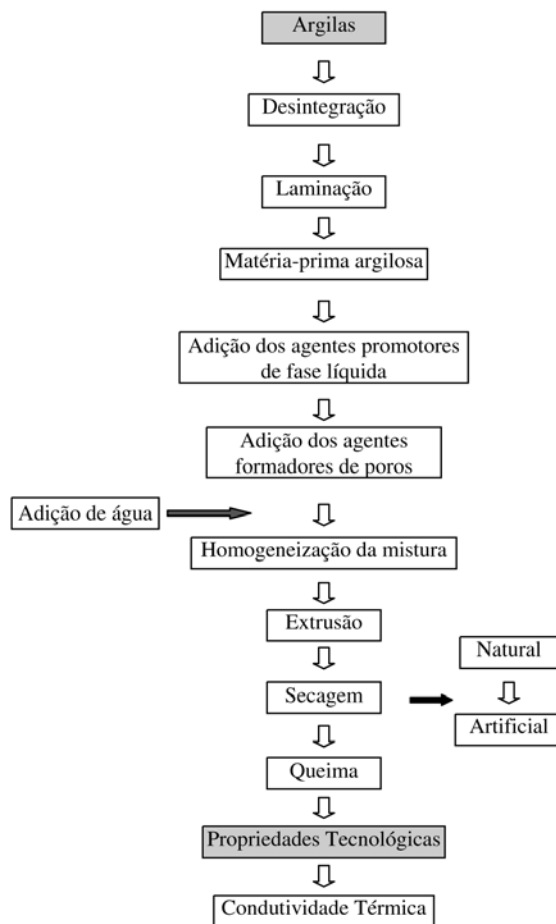 Argilas
Desintegração
Laminação
Matéria-prima argilosa
Adição dos agentes promotores
de fase líquida
Adição dos agentes
formadores de poros
Adição de água
Homogeneização da mistura
Extrusão
Secagem
Natural
Artificial
Queima
Propriedades Tecnológicas
Condutividade Térmica